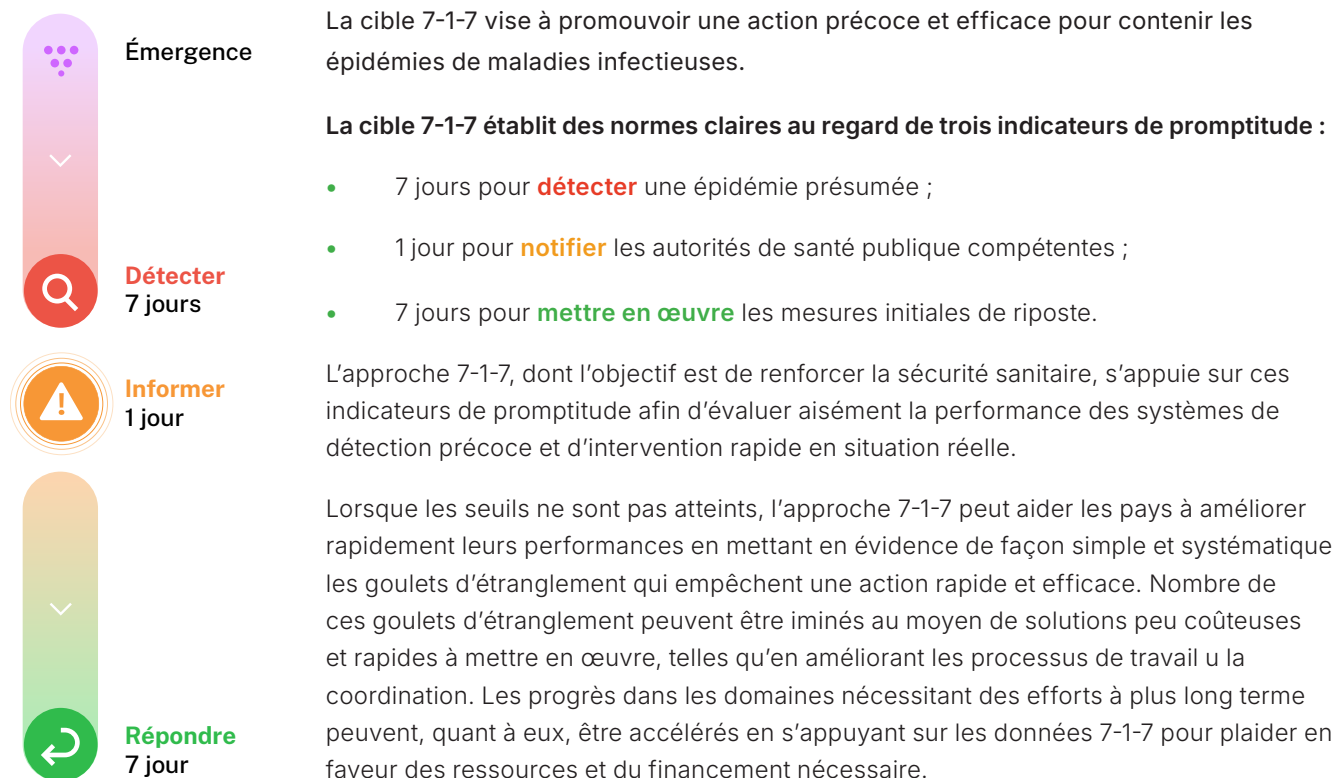 Émergence
Détecter
7 jours
Informer
1 jour
Répondre
7 jour
La cible 7-1-7 vise à promouvoir une action précoce et efficace pour contenir les
épidémies de maladies infectieuses.
La cible 7-1-7 établit des normes claires au regard de trois indicateurs de promptitude :
• 7 jours pour détecter une épidémie présumée ;
• 1 jour pour notifier les autorités de santé publique compétentes ;
• 7 jours pour mettre en œuvre les mesures initiales de riposte.
L’approche 7-1-7, dont l’objectif est de renforcer la sécurité sanitaire, s’appuie sur ces
indicateurs de promptitude afin d’évaluer aisément la performance des systèmes de
détection précoce et d’intervention rapide en situation réelle.
Lorsque les seuils ne sont pas atteints, l’approche 7-1-7 peut aider les pays à améliorer
rapidement leurs performances en mettant en évidence de façon simple et systématique
les goulets d’étranglement qui empêchent une action rapide et efficace. Nombre de
ces goulets d’étranglement peuvent être iminés au moyen de solutions peu coûteuses
et rapides à mettre en œuvre, telles qu’en améliorant les processus de travail u la
coordination. Les progrès dans les domaines nécessitant des efforts à plus long terme
peuvent, quant à eux, être accélérés en s’appuyant sur les données 7-1-7 pour plaider en
faveur des ressources et du financement nécessaire.